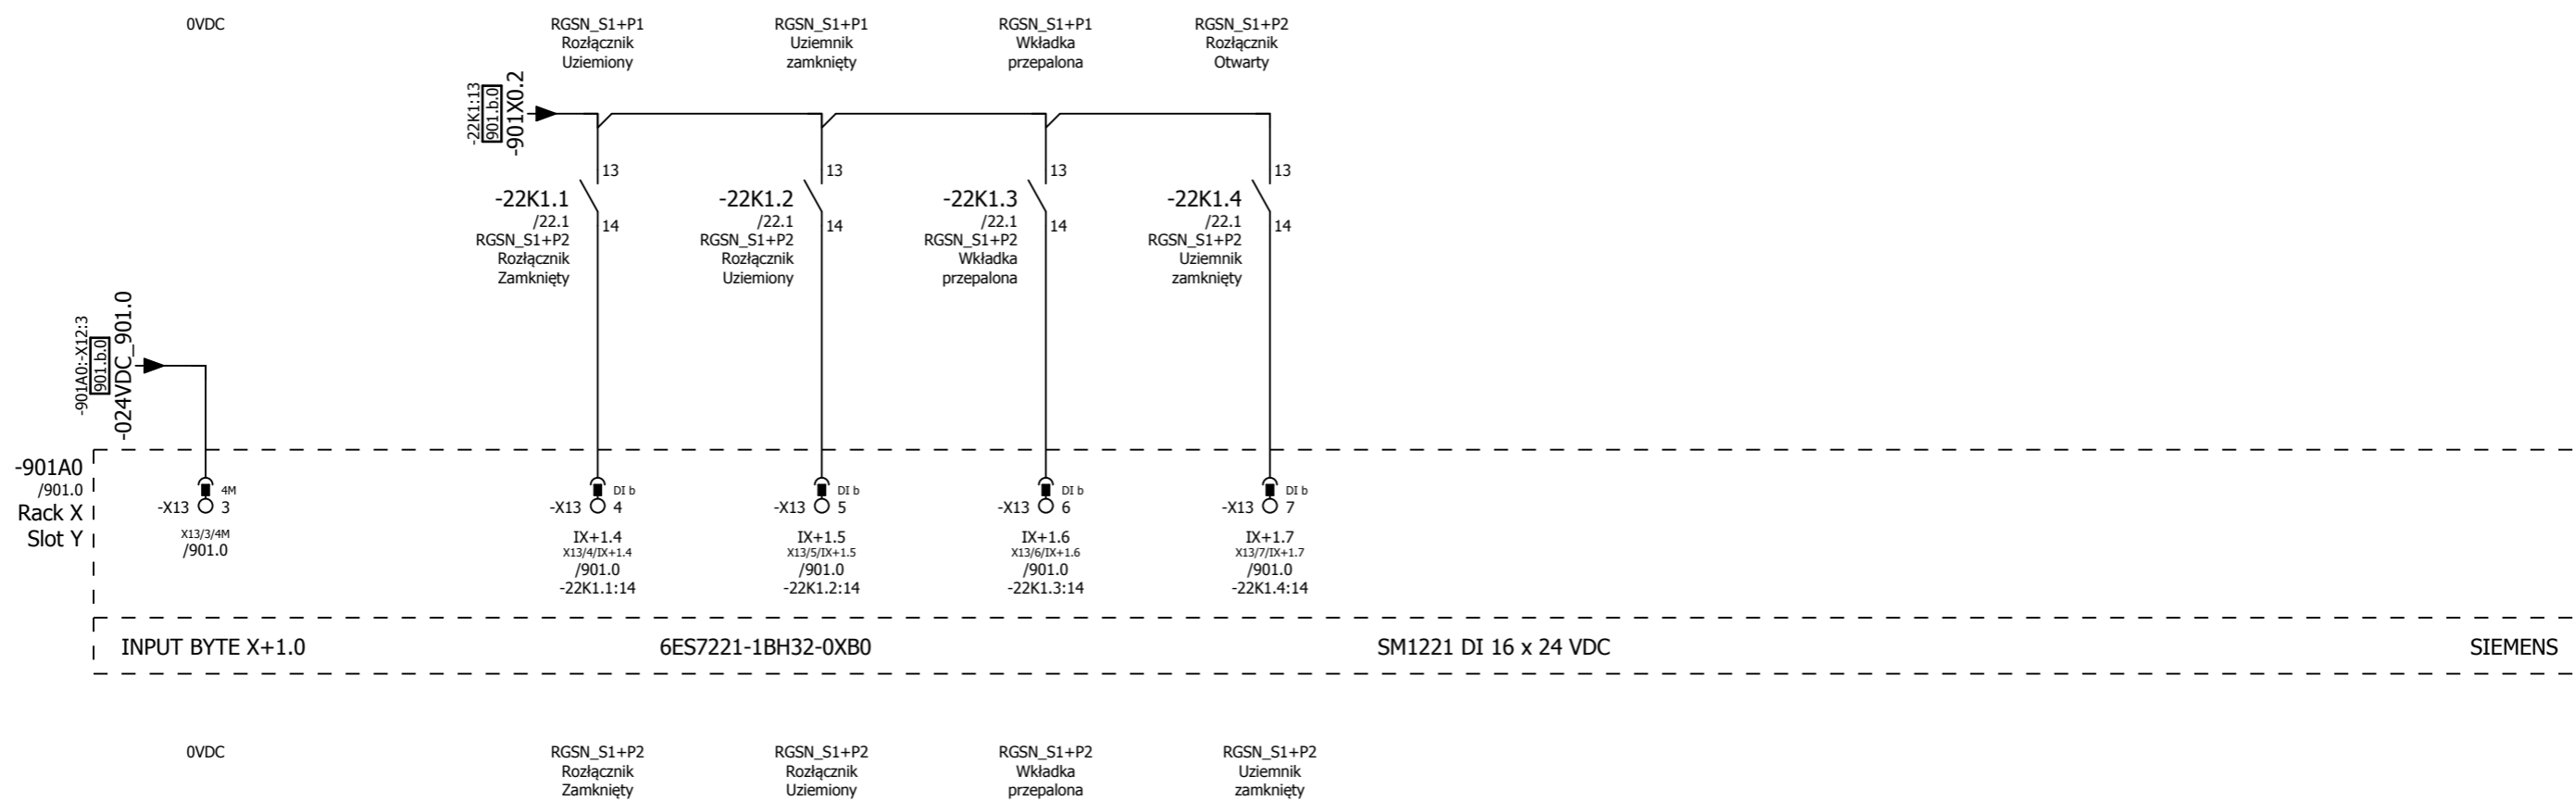 0VDC
RGSN_S1+P1
Rozłącznik
Uziemiony
RGSN_S1+P1
Uziemnik
zamknięty
RGSN_S1+P1
Wkładka
przepalona
RGSN_S1+P2
Rozłącznik
Otwarty
-22K1:13
901.b.0
-901X0.2
13
-22K1.1
/22.1
14
RGSN_S1+P2
Rozłącznik
Zamknięty
13
-22K1.2
/22.1
14
RGSN_S1+P2
Rozłącznik
Uziemiony
13
-22K1.3
/22.1
14
RGSN_S1+P2
Wkładka
przepalona
13
-22K1.4
/22.1
14
RGSN_S1+P2
Uziemnik
zamknięty
-901A0:-X12:3
901.b.0
-024VDC_901.0
-901A0
/901.0
Rack X
Slot Y
4M
-X13 3
X13/3/4M
/901.0
DI b
-X13 4
IX+1.4
X13/4/IX+1.4
/901.0
-22K1.1:14
DI b
-X13 5
IX+1.5
X13/5/IX+1.5
/901.0
-22K1.2:14
DI b
-X13 6
IX+1.6
X13/6/IX+1.6
/901.0
-22K1.3:14
DI b
-X13 7
IX+1.7
X13/7/IX+1.7
/901.0
-22K1.4:14
INPUT BYTE X+1.0 6ES7221-1BH32-0XB0 SM1221 DI 16 x 24 VDC SIEMENS
0VDC
RGSN_S1+P2
Rozłącznik
Zamknięty
RGSN_S1+P2
Rozłącznik
Uziemiony
RGSN_S1+P2
Wkładka
przepalona
RGSN_S1+P2
Uziemnik
zamknięty